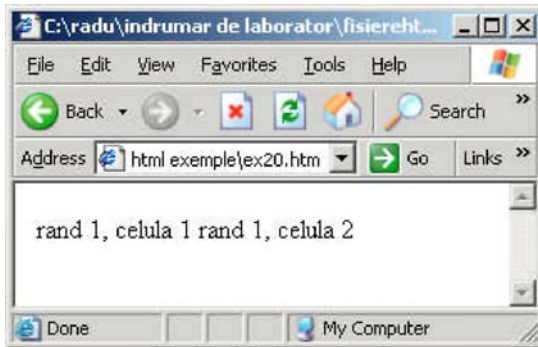 C:\radu\indrumar de laborator\fisiereht...
File Edit View Favorites Tools Help
Back Search »
Address html exemple\ex20.htm Go Links »
rand 1, celula 1 rand 1, celula 2
Done My Computer